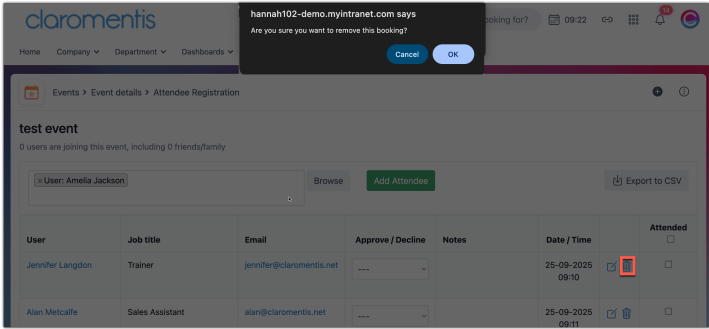 claromentis
hannah102-demo.myintranet.com says
Are you sure you want to remove this booking?
Cancel OK
ooking for?
09:22
Home Company Department Dashboards
Events > Event details > Attendee Registration
test event
0 users are joining this event, including 0 friends/family
× User: Amelia Jackson
Browse
Add Attendee
Export to CSV
User Job title Email Approve / Decline Notes Date / Time Attended
Jennifer Langdon Trainer jennifer@claromentis.net --- 25-09-2025
09:10
Alan Metcalfe Sales Assistant alan@claromentis.net --- 25-09-2025
09:11